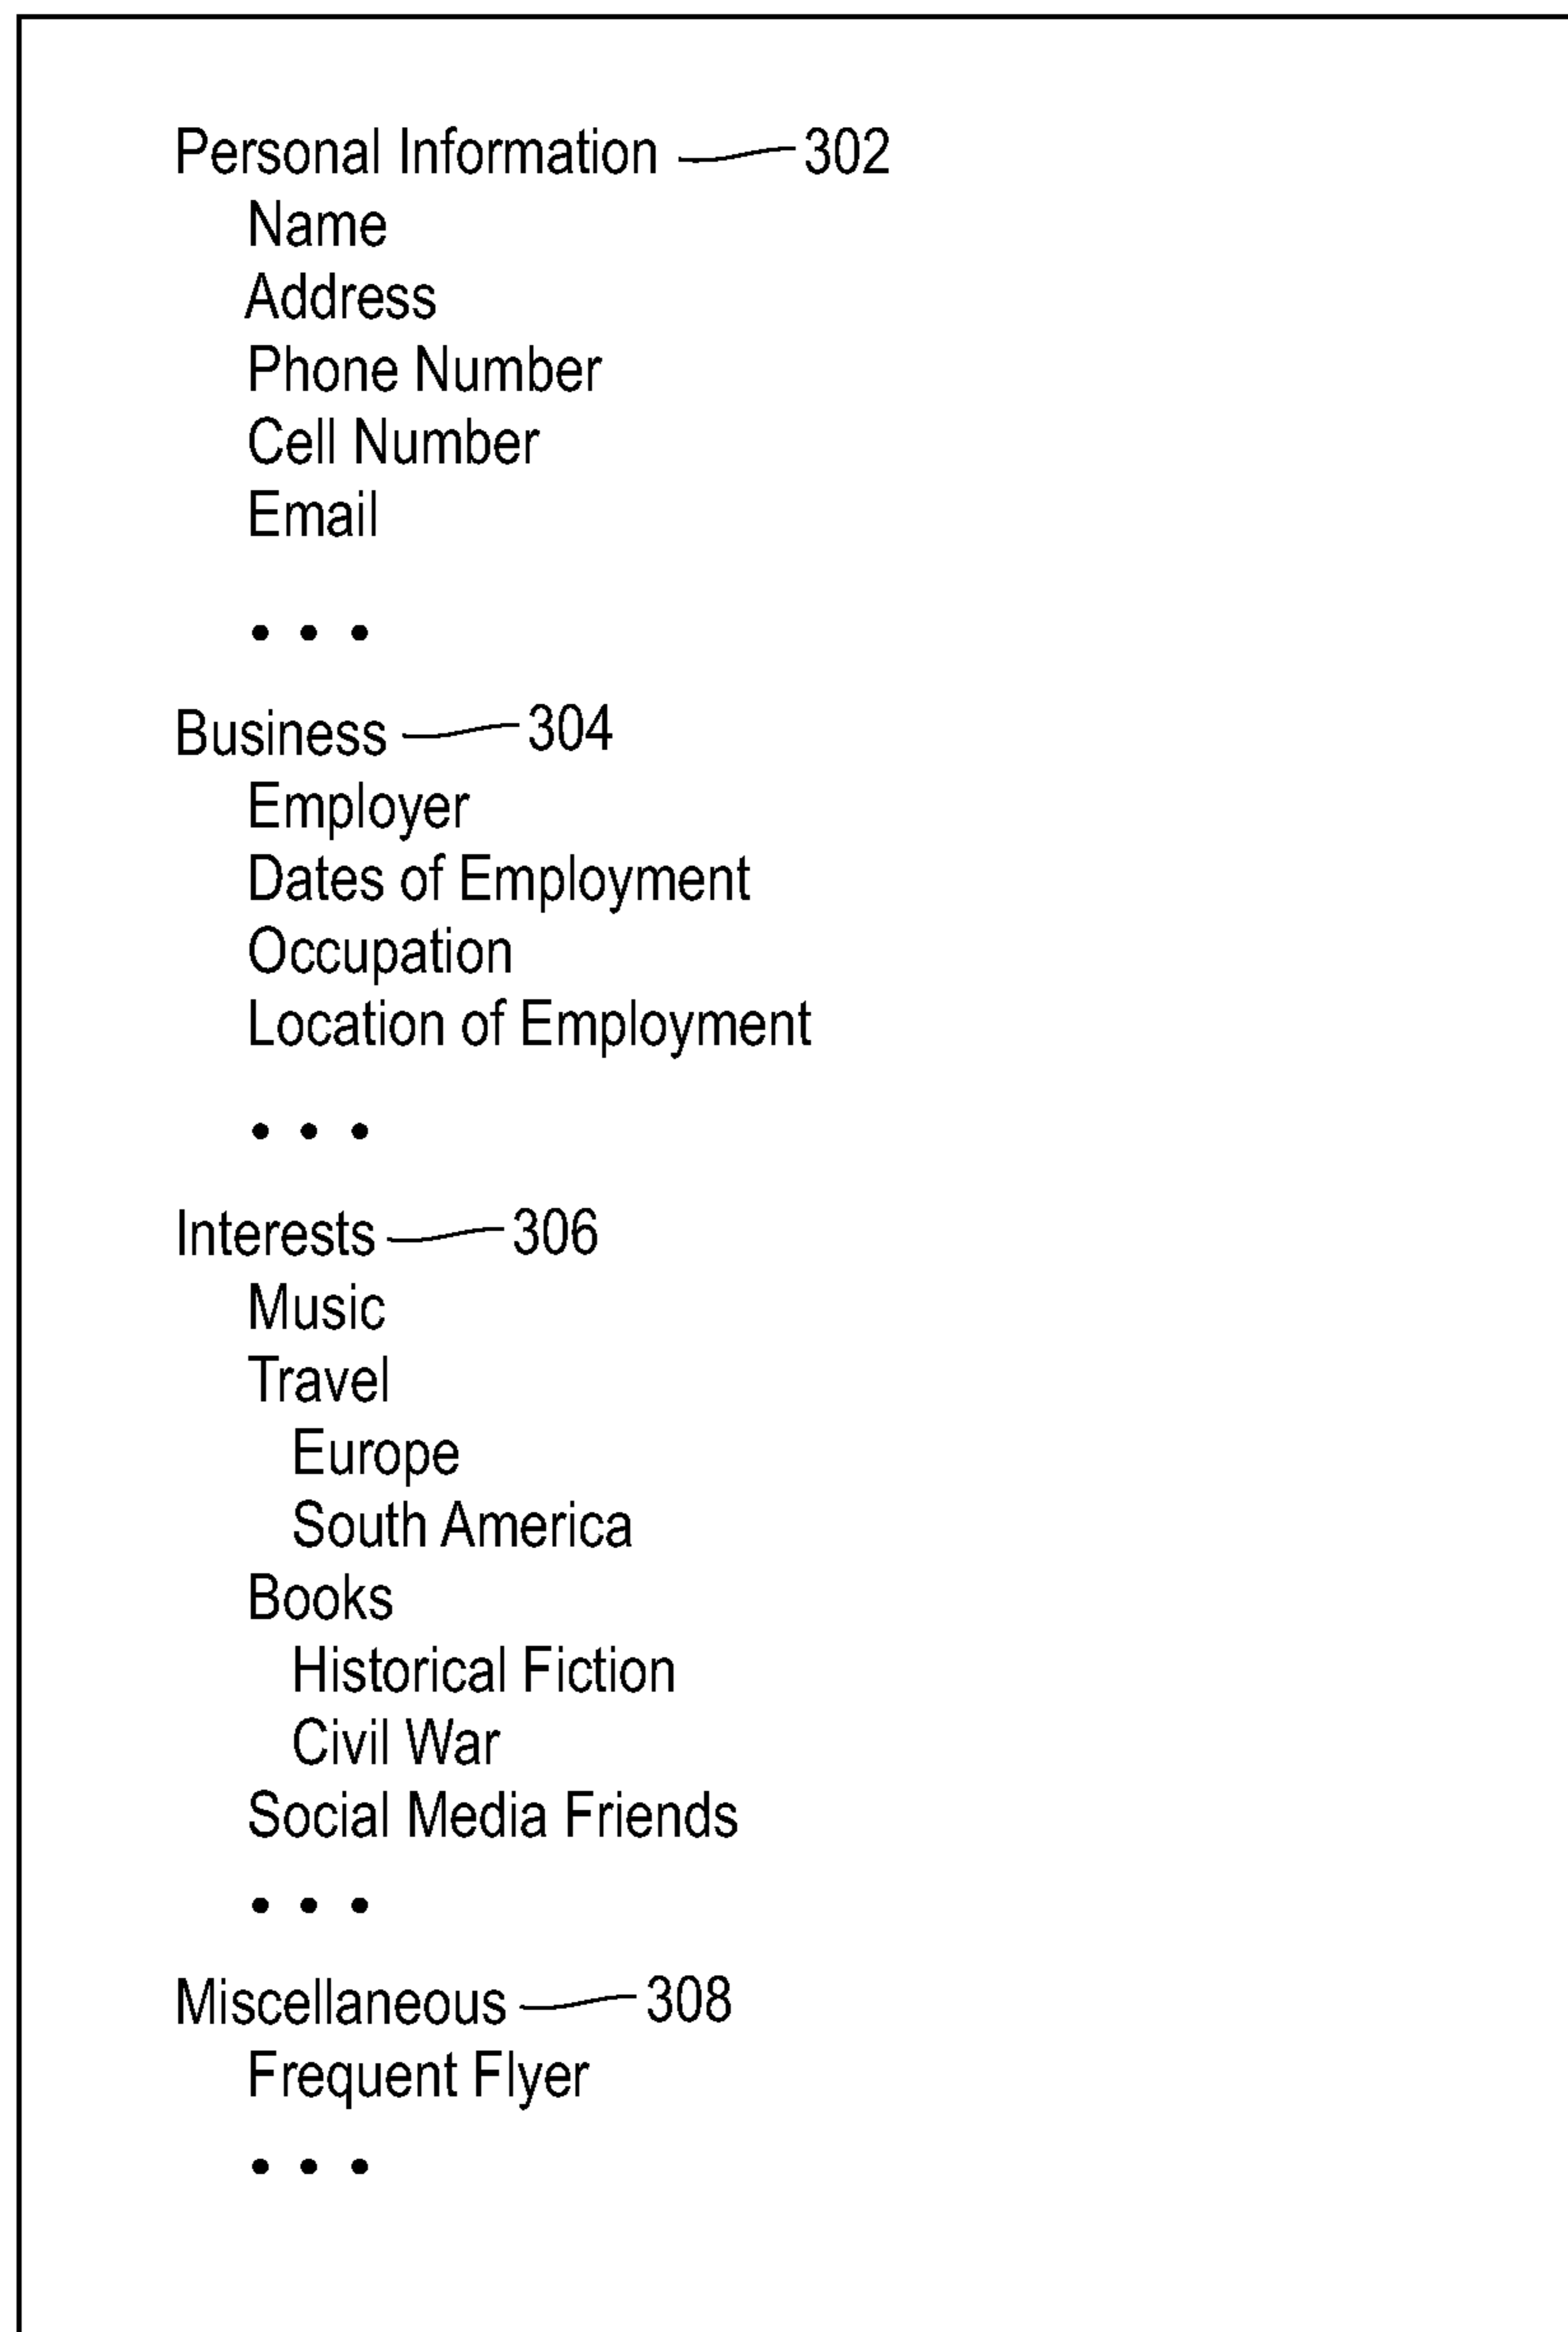 Personal Information 302
Name
Address
Phone Number
Cell Number
Email
• • •
Business 304
Employer
Dates of Employment
Occupation
Location of Employment
• • •
Interests 306
Music
Travel
Europe
South America
Books
Historical Fiction
Civil War
Social Media Friends
• • •
Miscellaneous 308
Frequent Flyer
• • •